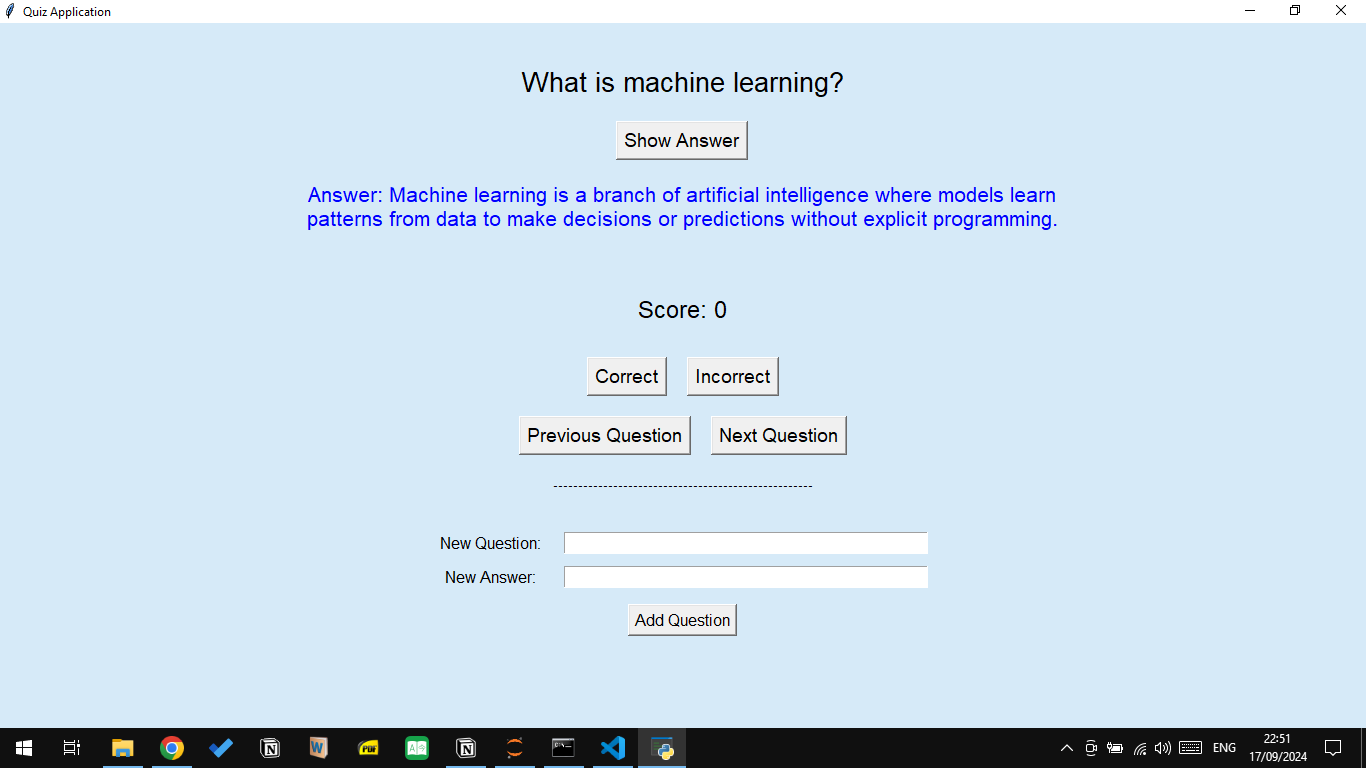 Quiz Application
What is machine learning?
Show Answer
Answer: Machine learning is a branch of artificial intelligence where models learn
patterns from data to make decisions or predictions without explicit programming.
Score: 0
Correct Incorrect
Previous Question Next Question
----------------------------------------------------
New Question:
New Answer:
Add Question
ENG
22:51
17/09/2024